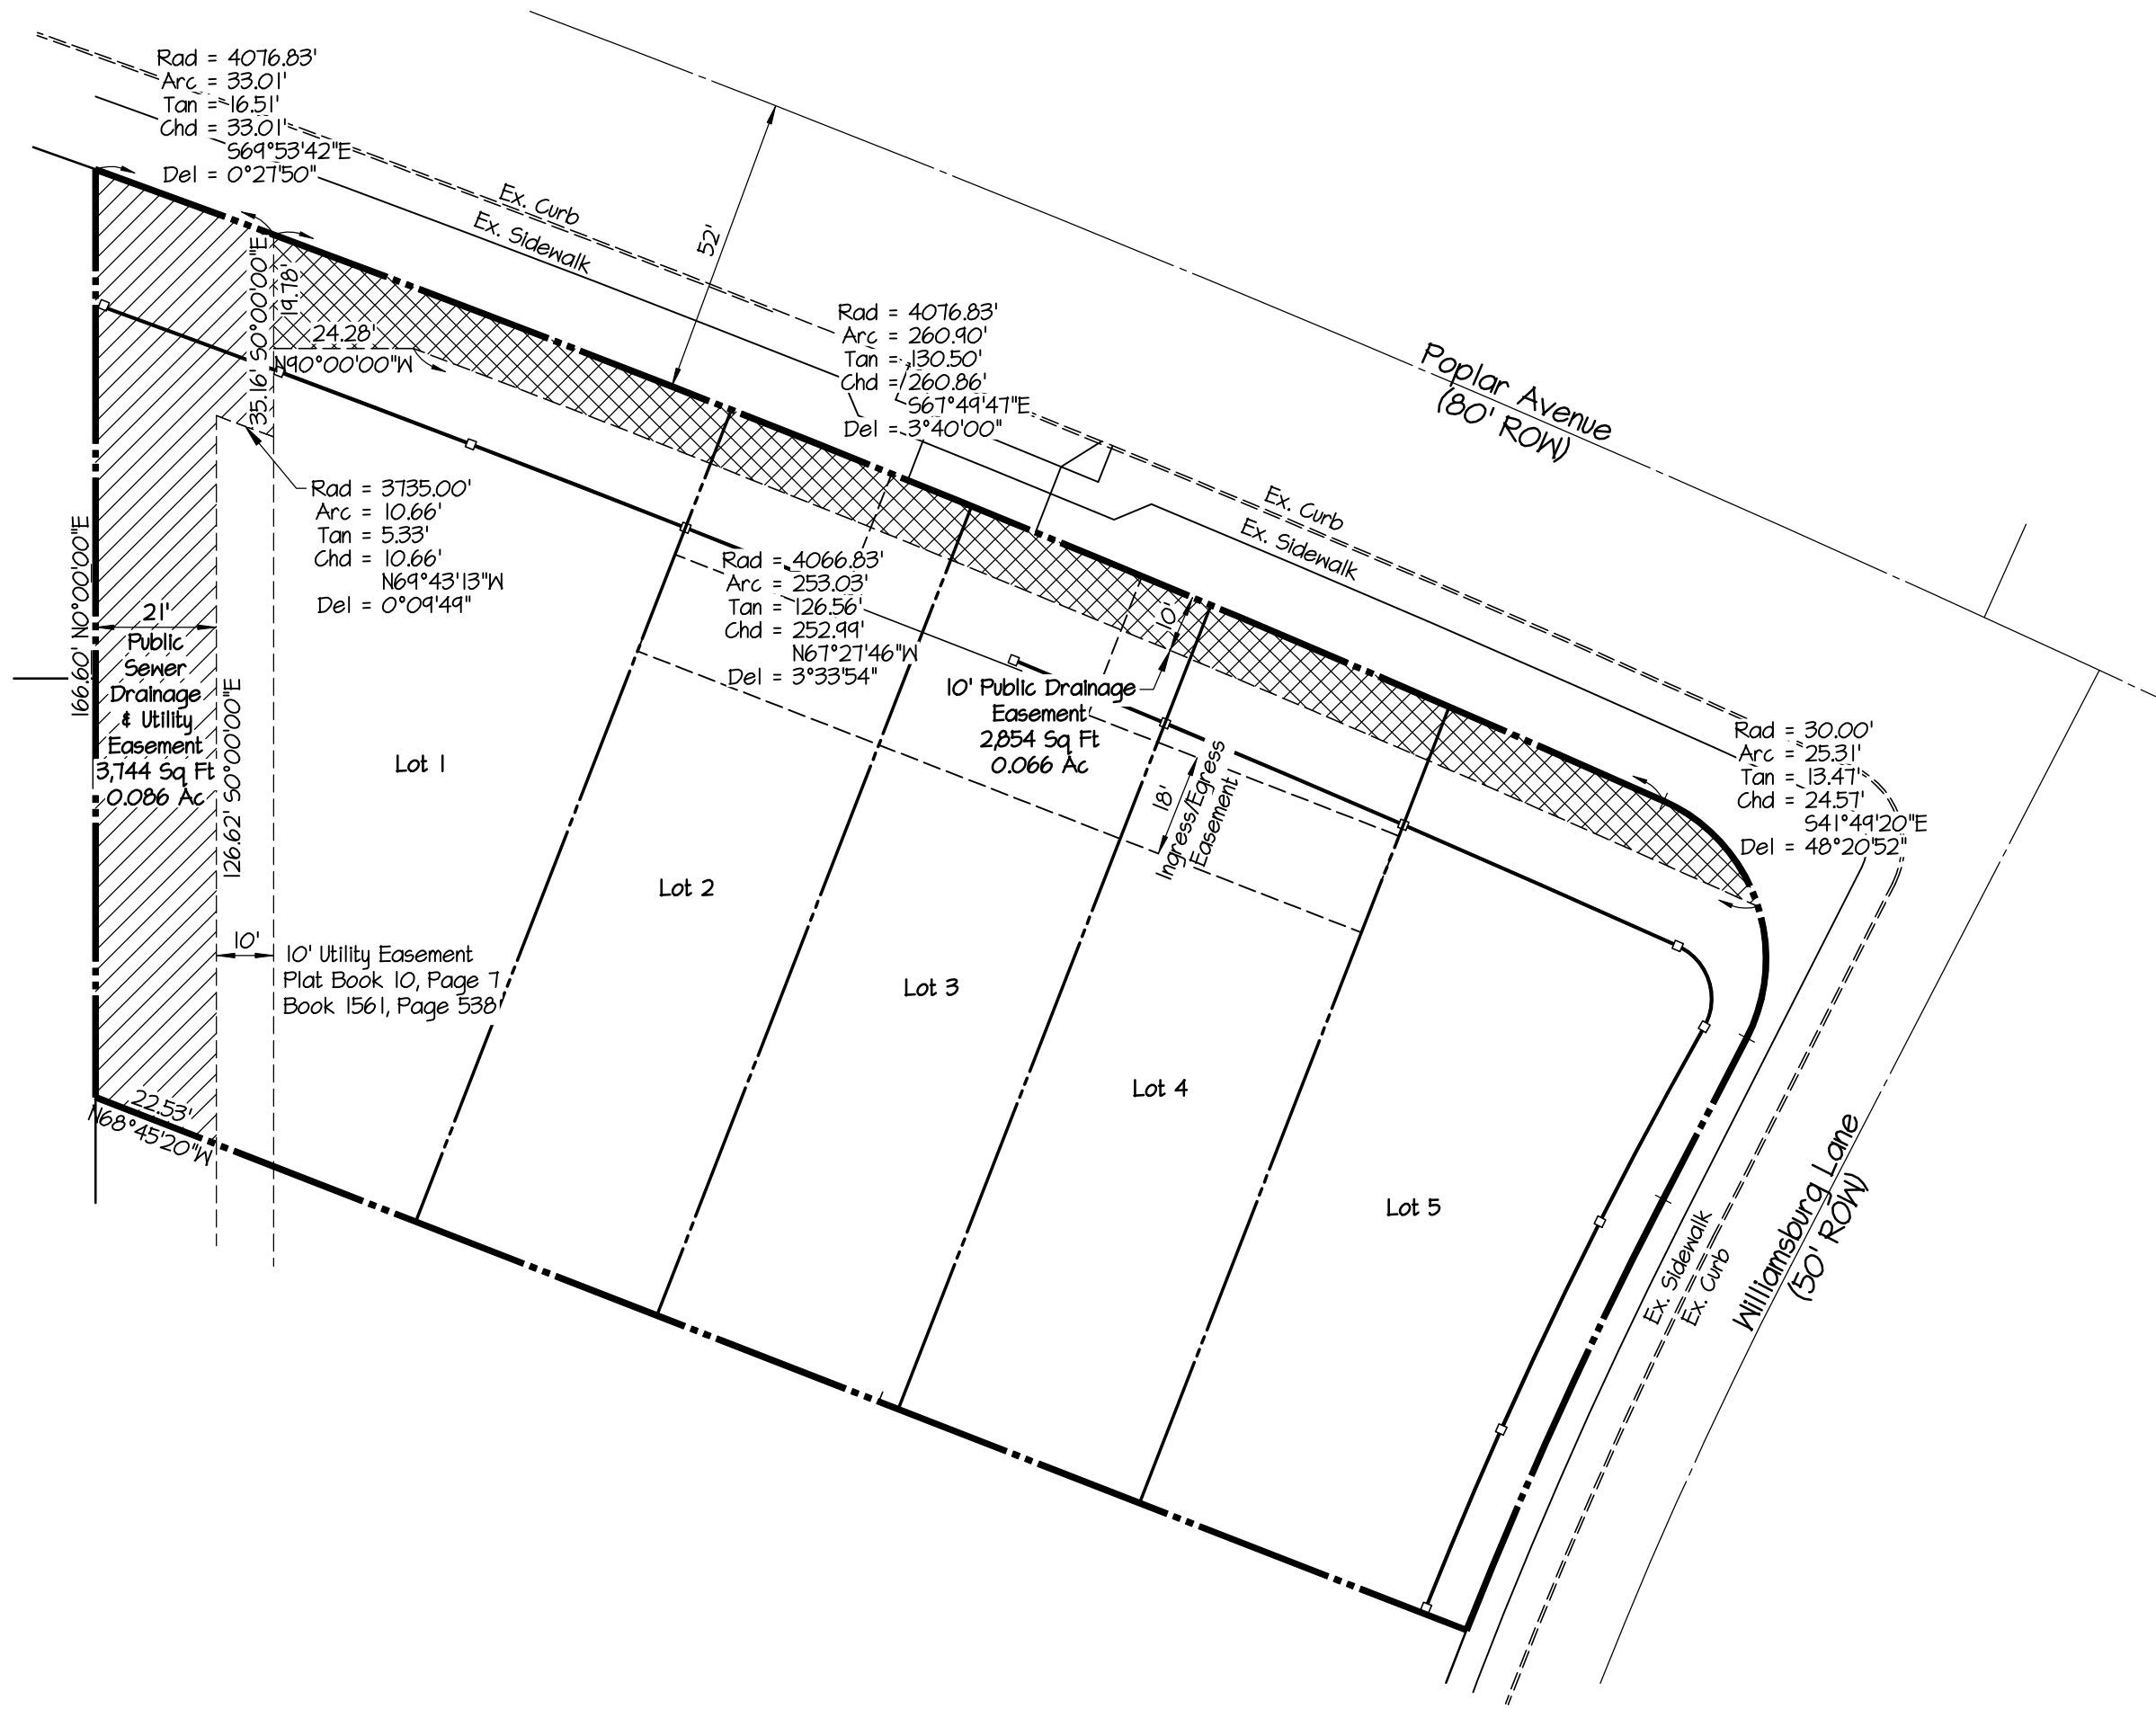 Rad = 4076.83'
Arc = 33.01'
Tan = 16.51'
Chd = 33.01'
S69°53'42"E
Del = 0°27'50"
Ex. Curb
Ex. Sidewalk
52'
Rad = 4076.83'
Arc = 260.90'
Tan = 130.50'
Chd = 260.86'
S67°49'47"E
Del = 3°40'00"
Poplar Avenue
(80' ROW)
35.16' S0°00'00"E
19.78'
24.28'
N90°00'00"W
Rad = 3735.00'
Arc = 10.66'
Tan = 5.33'
Chd = 10.66'
N69°43'13"W
Del = 0°09'49"
Ex. Curb
Ex. Sidewalk
Rad = 4066.83'
Arc = 253.03'
Tan = 126.56'
Chd = 252.99'
N67°27'46"W
Del = 3°33'54"
10'
10' Public Drainage
Easement
2,854 Sq Ft
0.066 Ac
166.60' N0°00'00"E
21'
Public
Sewer
Drainage
& Utility
Easement
3,744 Sq Ft
0.086 Ac
126.62' S0°00'00"E
Lot 1
18'
Ingress/Egress
Easement
Rad = 30.00'
Arc = 25.31'
Tan = 13.47'
Chd = 24.57'
S41°49'20"E
Del = 48°20'52"
Lot 2
10'
10' Utility Easement
Plat Book 10, Page 7
Book 1561, Page 538
Lot 3
Lot 4
22.53'
N68°45'20"W
Lot 5
Ex. Sidewalk
Ex. Curb
Williamsburg Lane
(50' ROW)